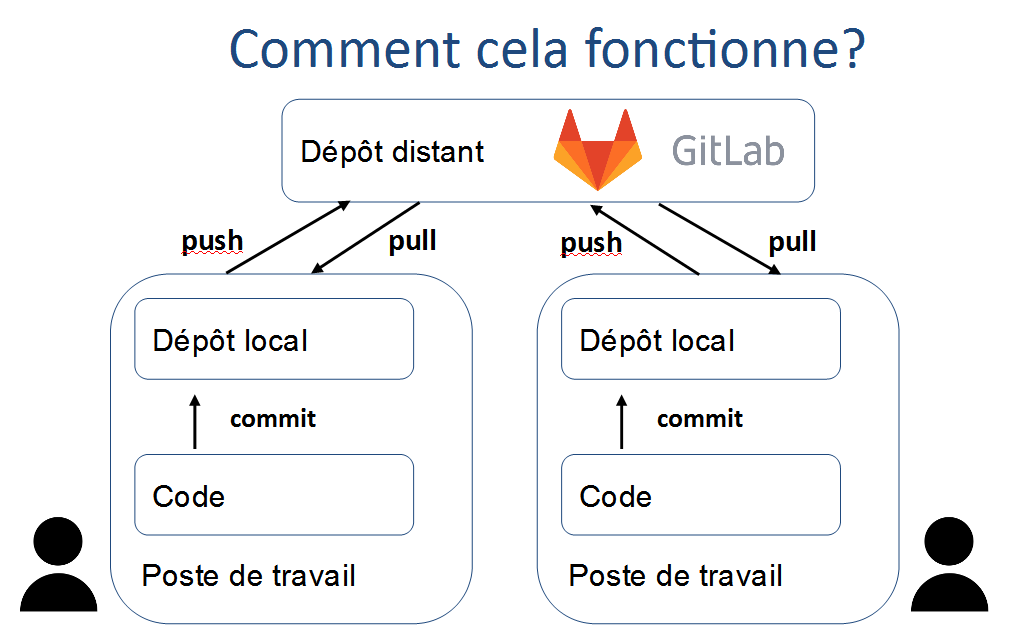 Comment cela fonctionne?
Dépôt distant
GitLab
push
pull
push
pull
Dépôt local
Dépôt local
commit
commit
Code
Code
Poste de travail
Poste de travail